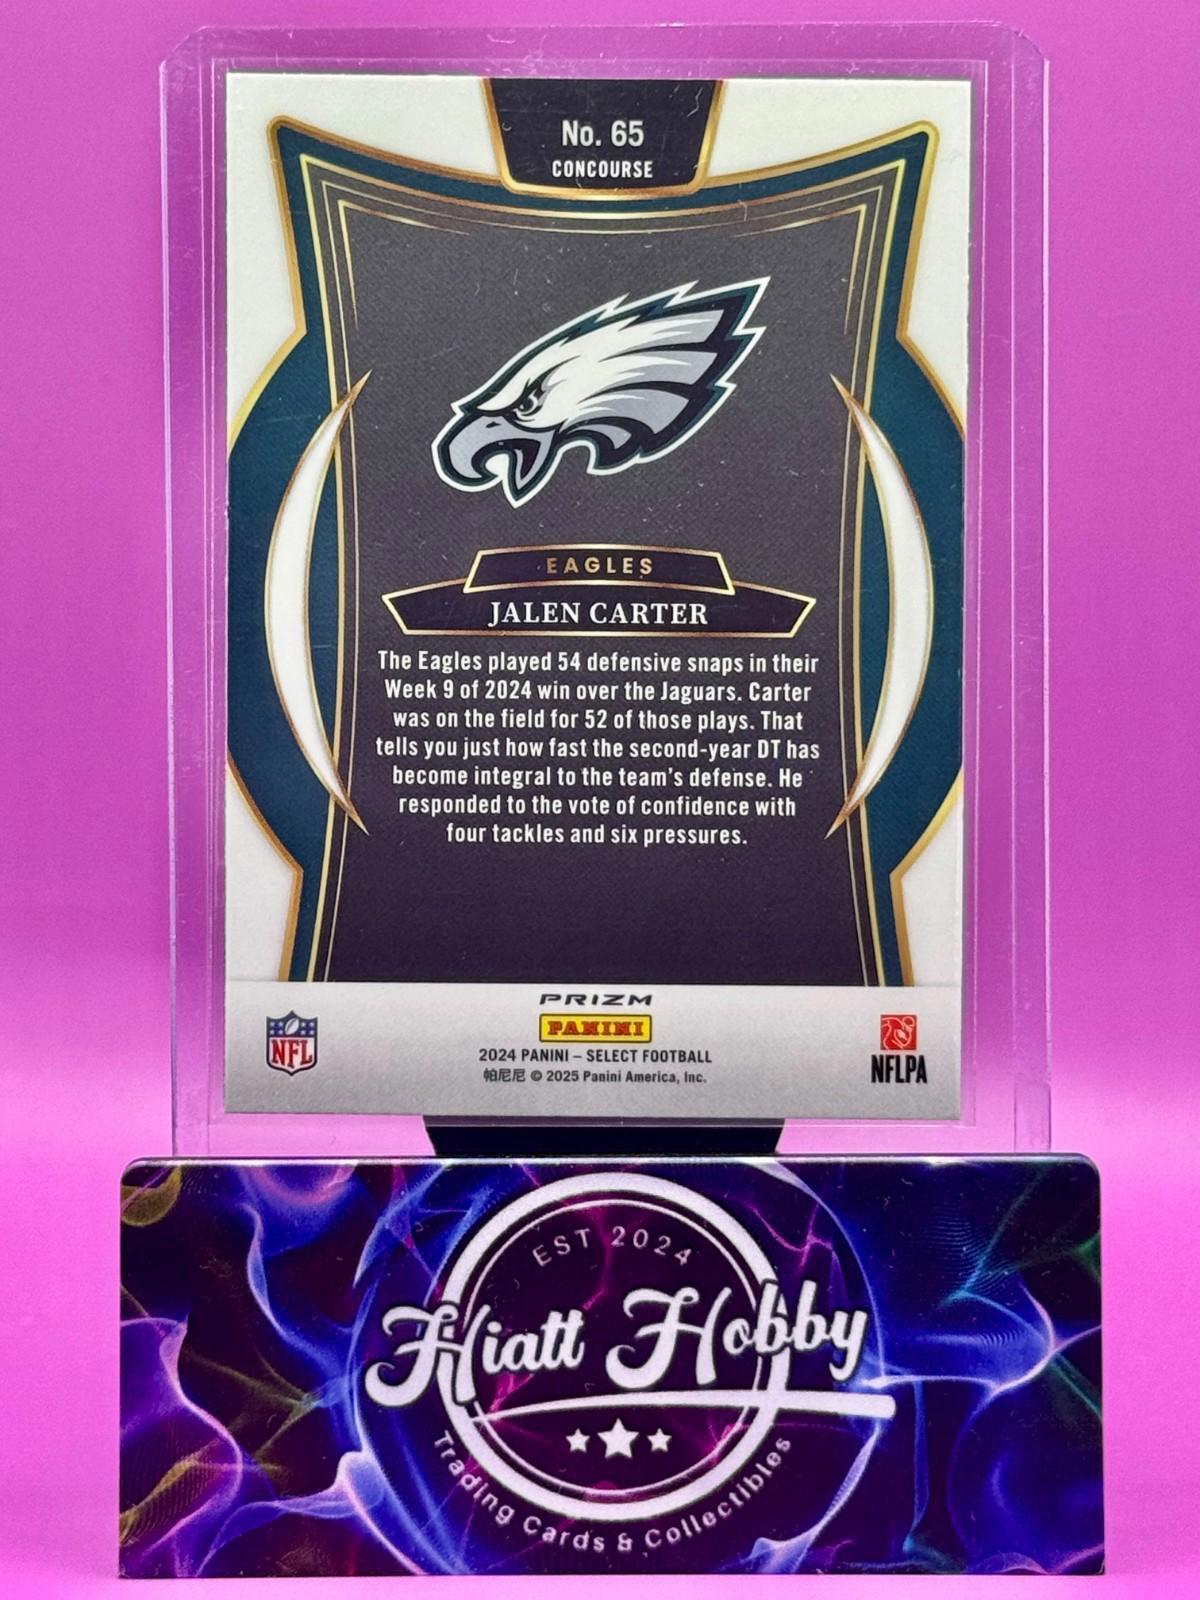 No. 65
CONCOURSE
EAGLES
JALEN CARTER
The Eagles played 54 defensive snaps in their
Week 9 of 2024 win over the Jaguars. Carter
was on the field for 52 of those plays. That
tells you just how fast the second-year DT has
become integral to the team's defense. He
responded to the vote of confidence with
four tackles and six pressures.
PRIZM
PANINI
NFL
2024 PANINI – SELECT FOOTBALL
帕尼尼 © 2025 Panini America, Inc.
NFLPA
EST 2024
Hiatt Hobby
Trading Cards & Collectibles